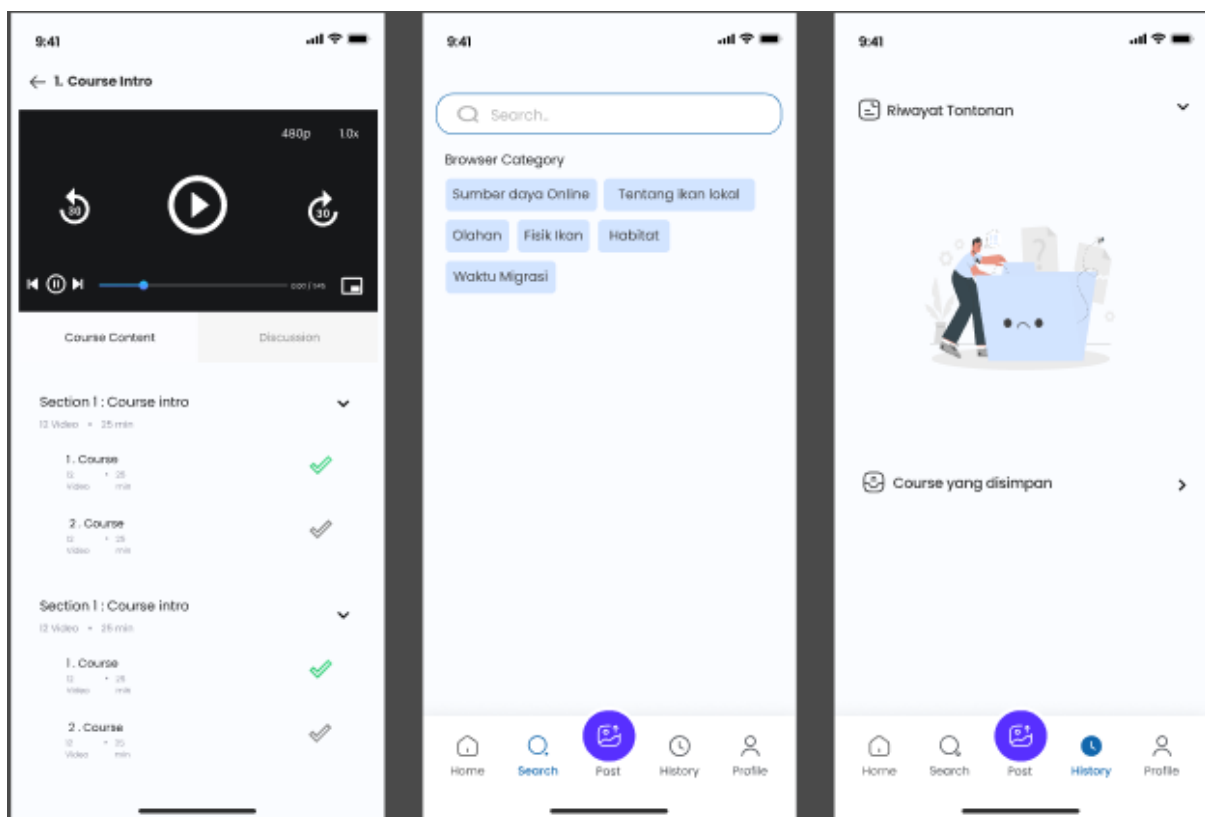 9:41
1. Course Intro
480p 1.0x
30
30
Course Content Discussion
Section 1 : Course intro
12 Video • 25 min
1. Course
12 • 25
Video min
2 . Course
12 • 25
Video min
Section 1 : Course intro
12 Video • 25 min
1. Course
12 • 25
Video min
2 . Course
12 • 25
Video min
9:41
Search..
Browser Category
Sumber daya Online Tentang ikan lokal
Olahan Fisik Ikan Habitat
Waktu Migrasi
Home Search Post History Profile
9:41
Riwayat Tontonan
?
Course yang disimpan
Home Search Post History Profile